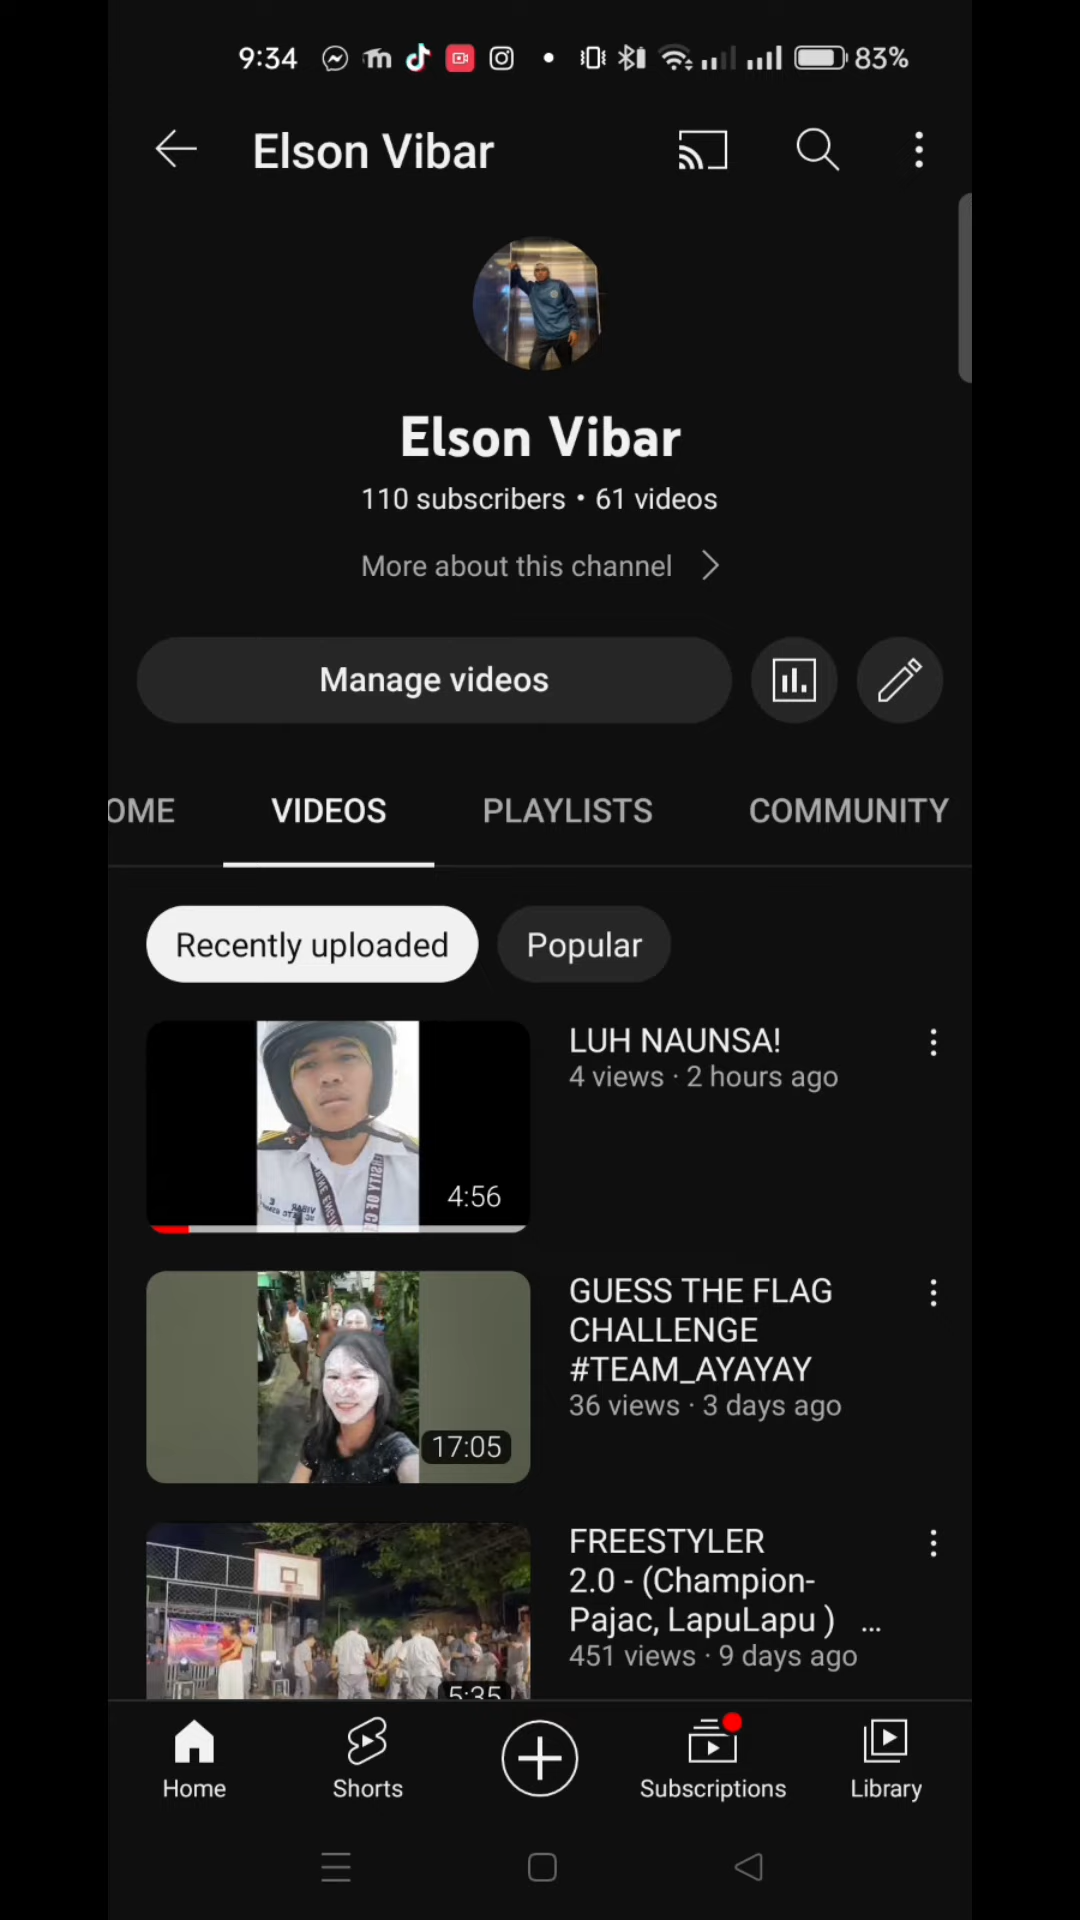 9:34 83%
Elson Vibar
Elson Vibar
110 subscribers • 61 videos
More about this channel
Manage videos
OME VIDEOS PLAYLISTS COMMUNITY
Recently uploaded Popular
LUH NAUNSA!
4 views · 2 hours ago
4:56
GUESS THE FLAG
CHALLENGE
#TEAM_AYAYAY
36 views · 3 days ago
17:05
FREESTYLER
2.0 - (Champion-
Pajac, LapuLapu ) ...
451 views · 9 days ago
5:35
Home Shorts Subscriptions Library